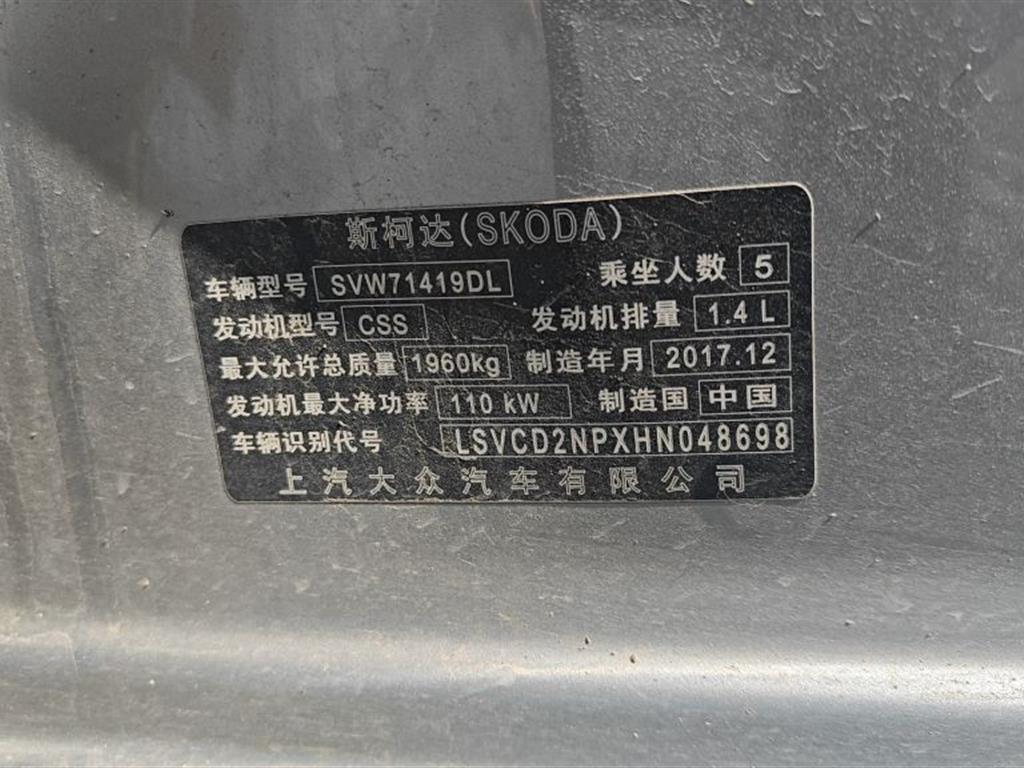 斯柯达(SKODA)
车辆型号 SVW71419DL 乘坐人数 5
发动机型号 CSS 发动机排量 1.4 L
最大允许总质量 1960kg 制造年月 2017.12
发动机最大净功率 110 kW 制造国 中国
车辆识别代号 LSVCD2NPXHN048698
上汽大众汽车有限公司